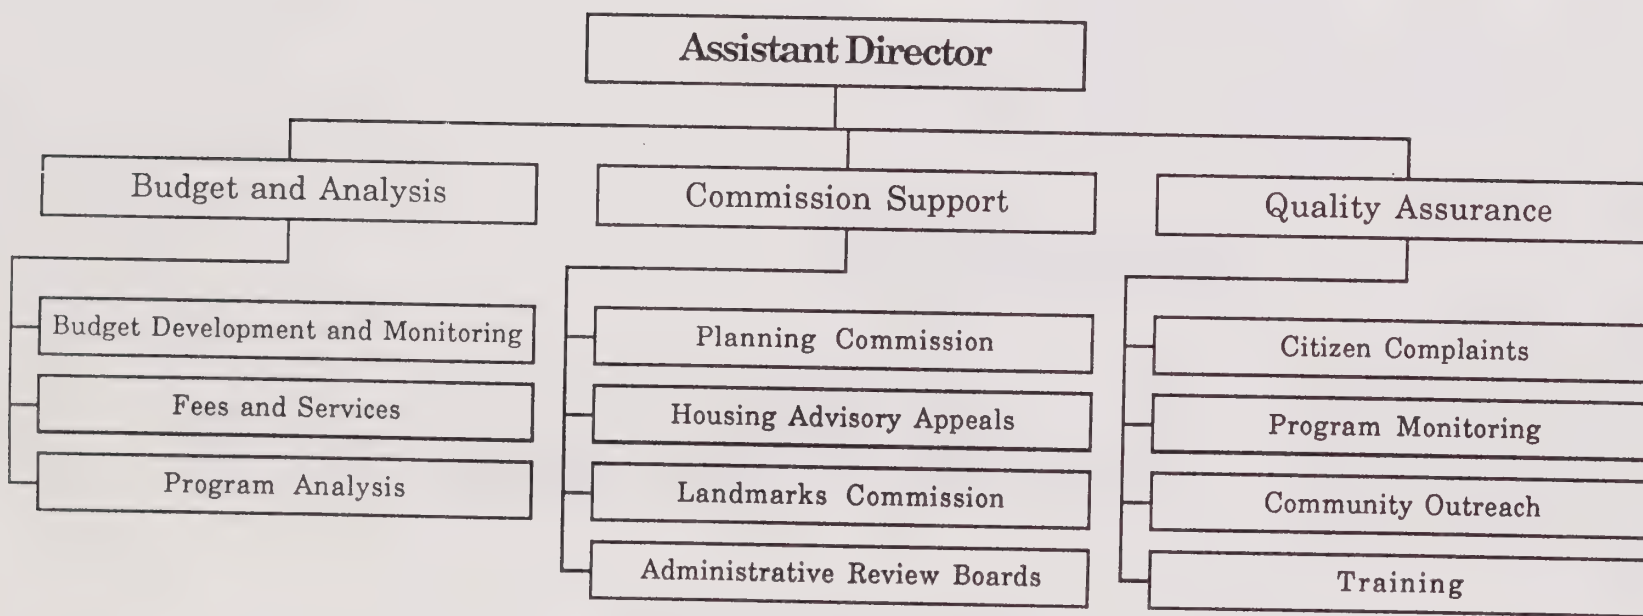 Assistant Director
Budget and Analysis
Budget Development and Monitoring
Fees and Services
Program Analysis
Commission Support
Planning Commission
Housing Advisory Appeals
Landmarks Commission
Administrative Review Boards
Quality Assurance
Citizen Complaints
Program Monitoring
Community Outreach
Training